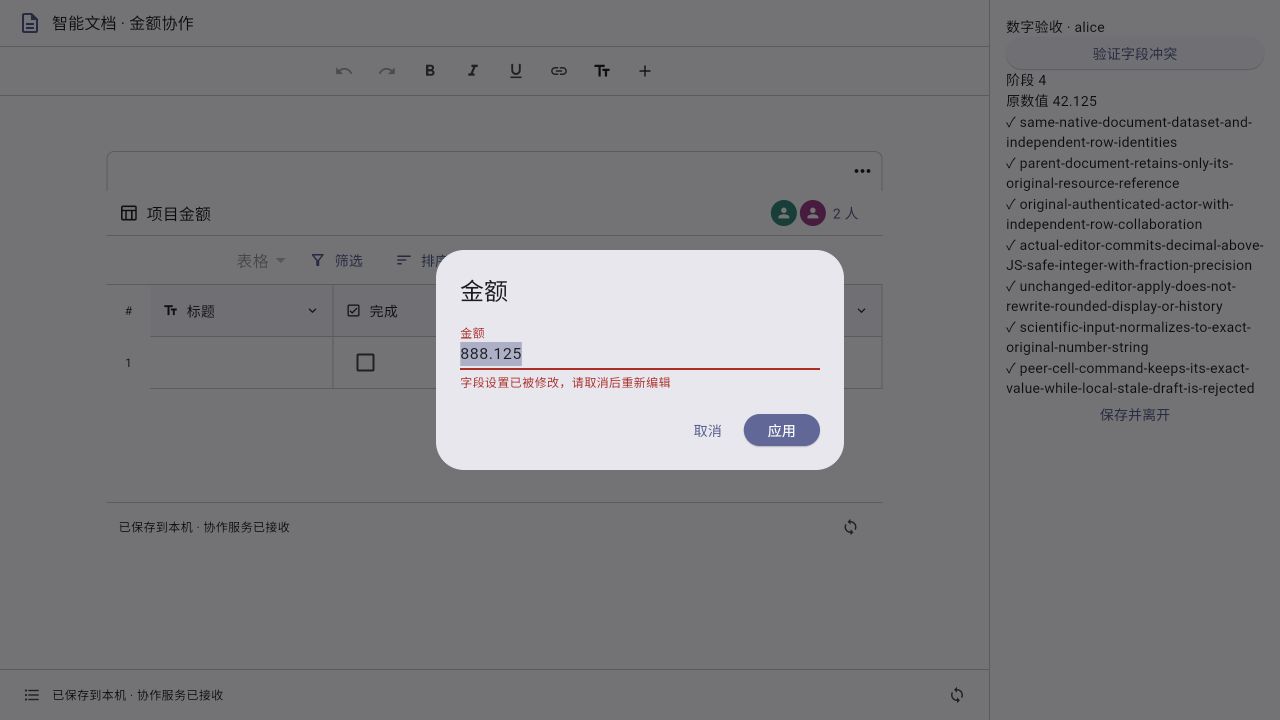 智能文档 · 金额协作
B
I
U
Tr
+
项目金额
2 人
表格
筛选
排
#
标题
完成
1
已保存到本机 · 协作服务已接收
金额
金额
888.125
字段设置已被修改，请取消后重新编辑
取消
应用
已保存到本机 · 协作服务已接收
数字验收 · alice
验证字段冲突
阶段 4
原数值 42.125
✓ same-native-document-dataset-and-
independent-row-identities
✓ parent-document-retains-only-its-
original-resource-reference
✓ original-authenticated-actor-with-
independent-row-collaboration
✓ actual-editor-commits-decimal-above-
JS-safe-integer-with-fraction-precision
✓ unchanged-editor-apply-does-not-
rewrite-rounded-display-or-history
✓ scientific-input-normalizes-to-exact-
original-number-string
✓ peer-cell-command-keeps-its-exact-
value-while-local-stale-draft-is-rejected
保存并离开